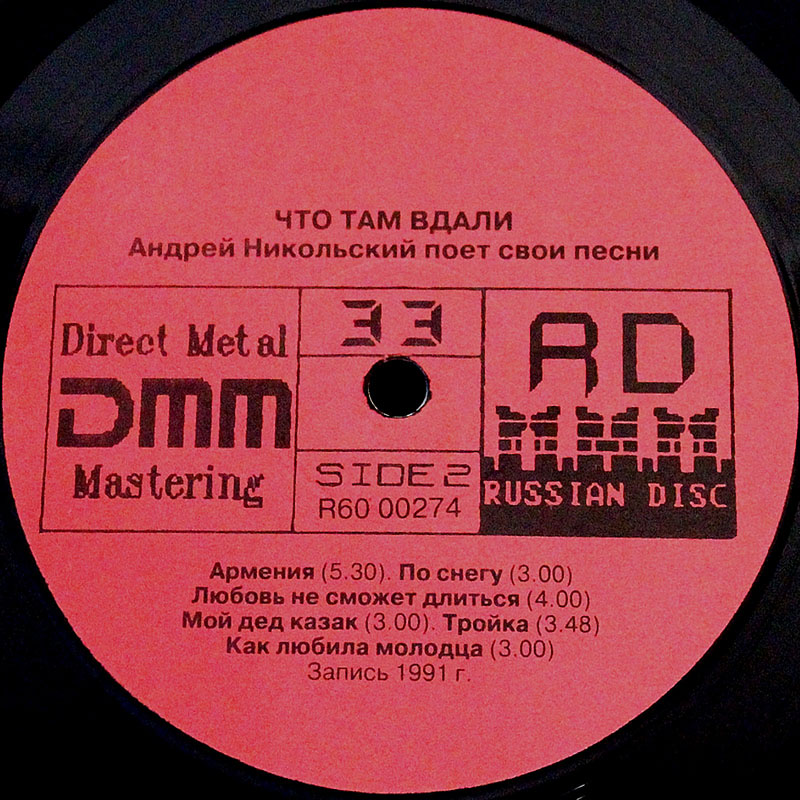 ЧТО ТАМ ВДАЛИ
Андрей Никольский поет свои песни
Direct Metal
DMM
Mastering
33
SIDE 2
R60 00274
RD
RUSSIAN DISC
Армения (5.30). По снегу (3.00)
Любовь не сможет длиться (4.00)
Мой дед казак (3.00). Тройка (3.48)
Как любила молодца (3.00)
Запись 1991 г.